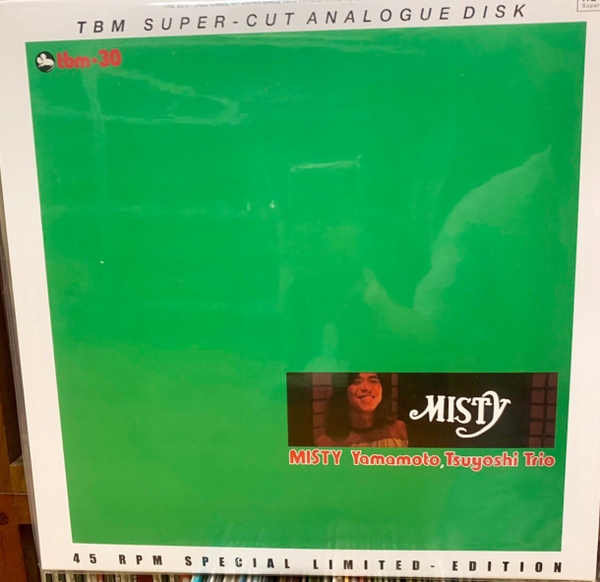 TBM SUPER-CUT ANALOGUE DISK
tbm-30
MISTY
MISTY Yamamoto,Tsuyoshi Trio
45 RPM SPECIAL LIMITED-EDITION